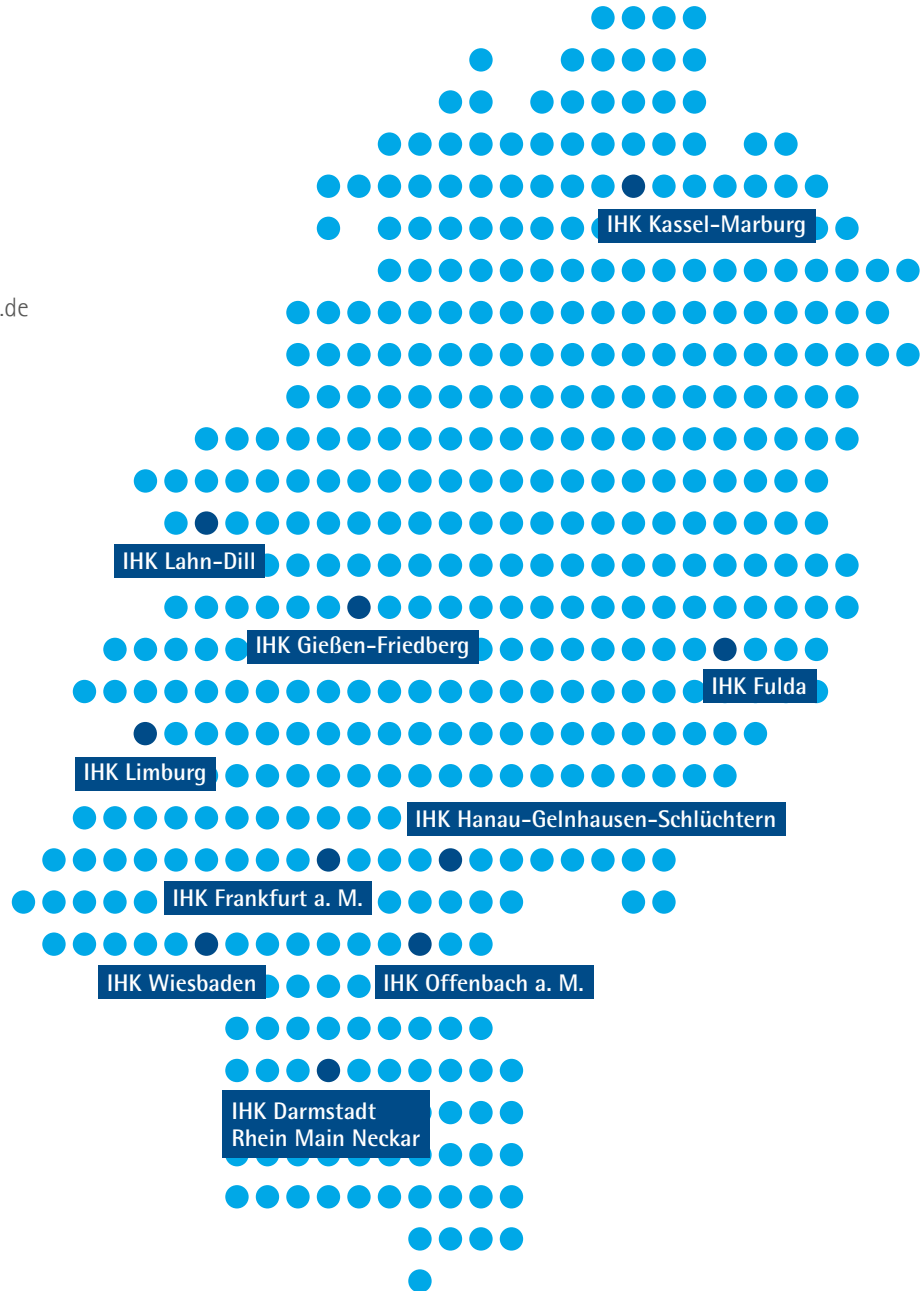 IHK Kassel-Marburg
.de
IHK Lahn-Dill
IHK Gießen-Friedberg
IHK Fulda
IHK Limburg
IHK Hanau-Gelnhausen-Schlüchtern
IHK Frankfurt a. M.
IHK Wiesbaden
IHK Offenbach a. M.
IHK Darmstadt
Rhein Main Neckar